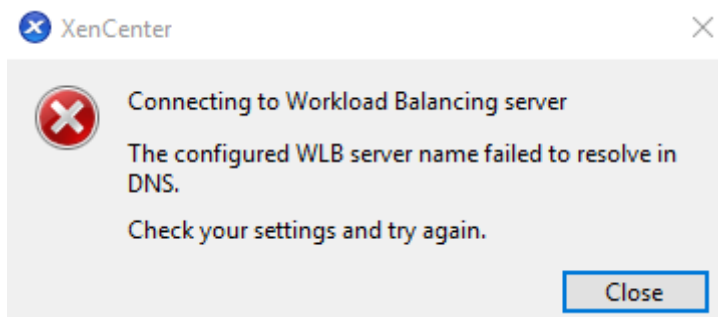 XenCenter
Connecting to Workload Balancing server
The configured WLB server name failed to resolve in
DNS.
Check your settings and try again.
Close